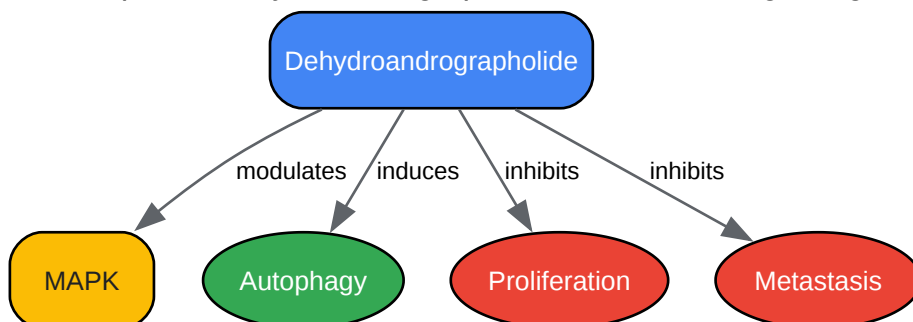 Dehydroandrographolide
modulates induces inhibits inhibits
MAPK Autophagy Proliferation Metastasis